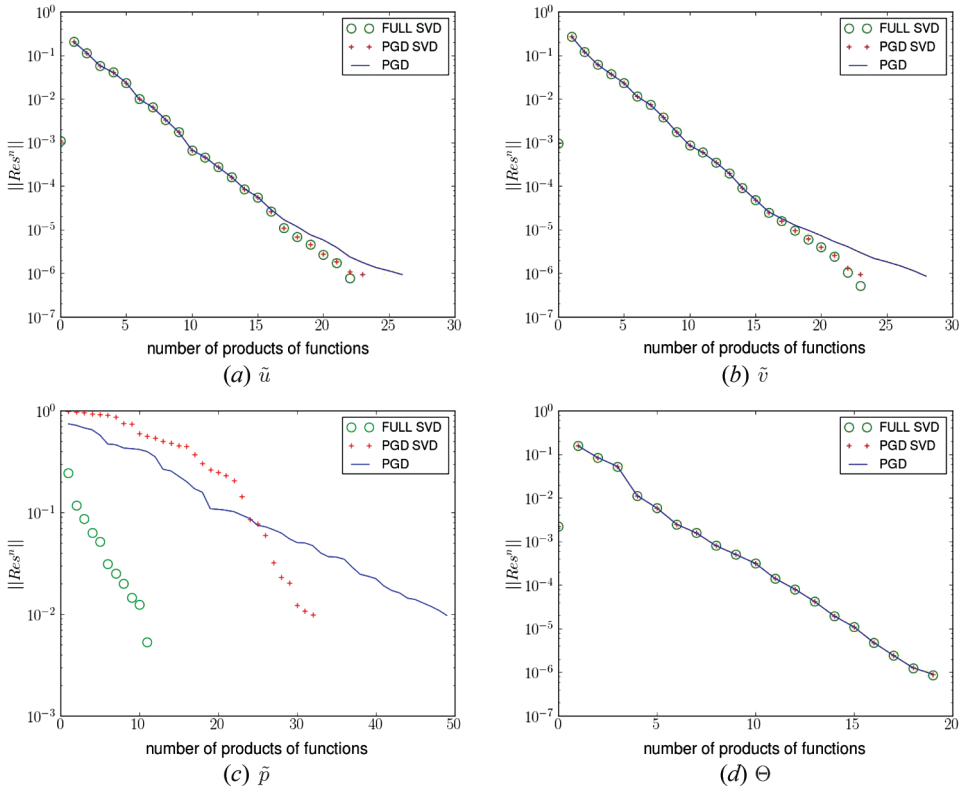 10^0
10^-1
10^-2
10^-3
10^-4
10^-5
10^-6
10^-7
||Res^n||
FULL SVD
PGD SVD
PGD
0 5 10 15 20 25 30
number of products of functions
(a) ũ
10^0
10^-1
10^-2
10^-3
10^-4
10^-5
10^-6
10^-7
||Res^n||
FULL SVD
PGD SVD
PGD
0 5 10 15 20 25 30
number of products of functions
(b) ṽ
10^0
10^-1
10^-2
10^-3
||Res^n||
FULL SVD
PGD SVD
PGD
0 10 20 30 40 50
number of products of functions
(c) p̃
10^0
10^-1
10^-2
10^-3
10^-4
10^-5
10^-6
10^-7
||Res^n||
FULL SVD
PGD SVD
PGD
0 5 10 15 20
number of products of functions
(d) Θ